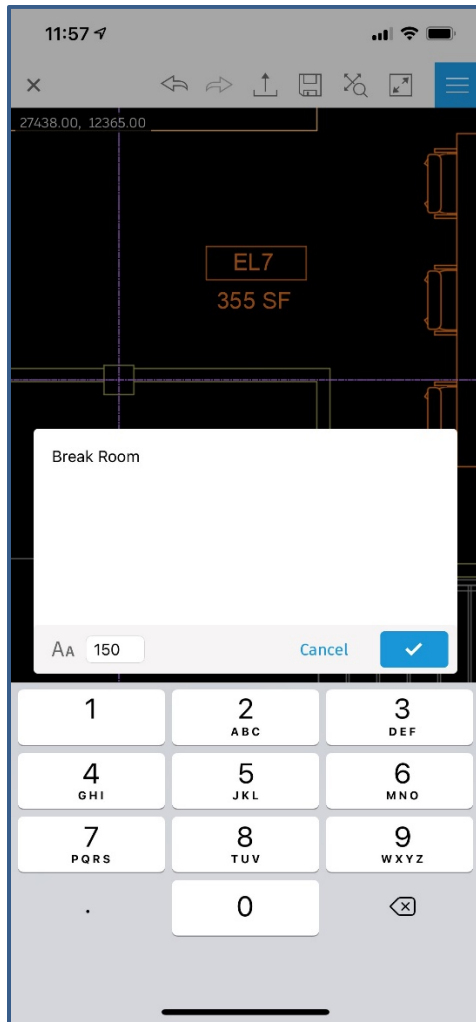 11:57
27438.00, 12365.00
EL7
355 SF
Break Room
AA 150 Cancel
1 2 3
ABC DEF
4 5 6
GHI JKL MNO
7 8 9
PQRS TUV WXYZ
. 0